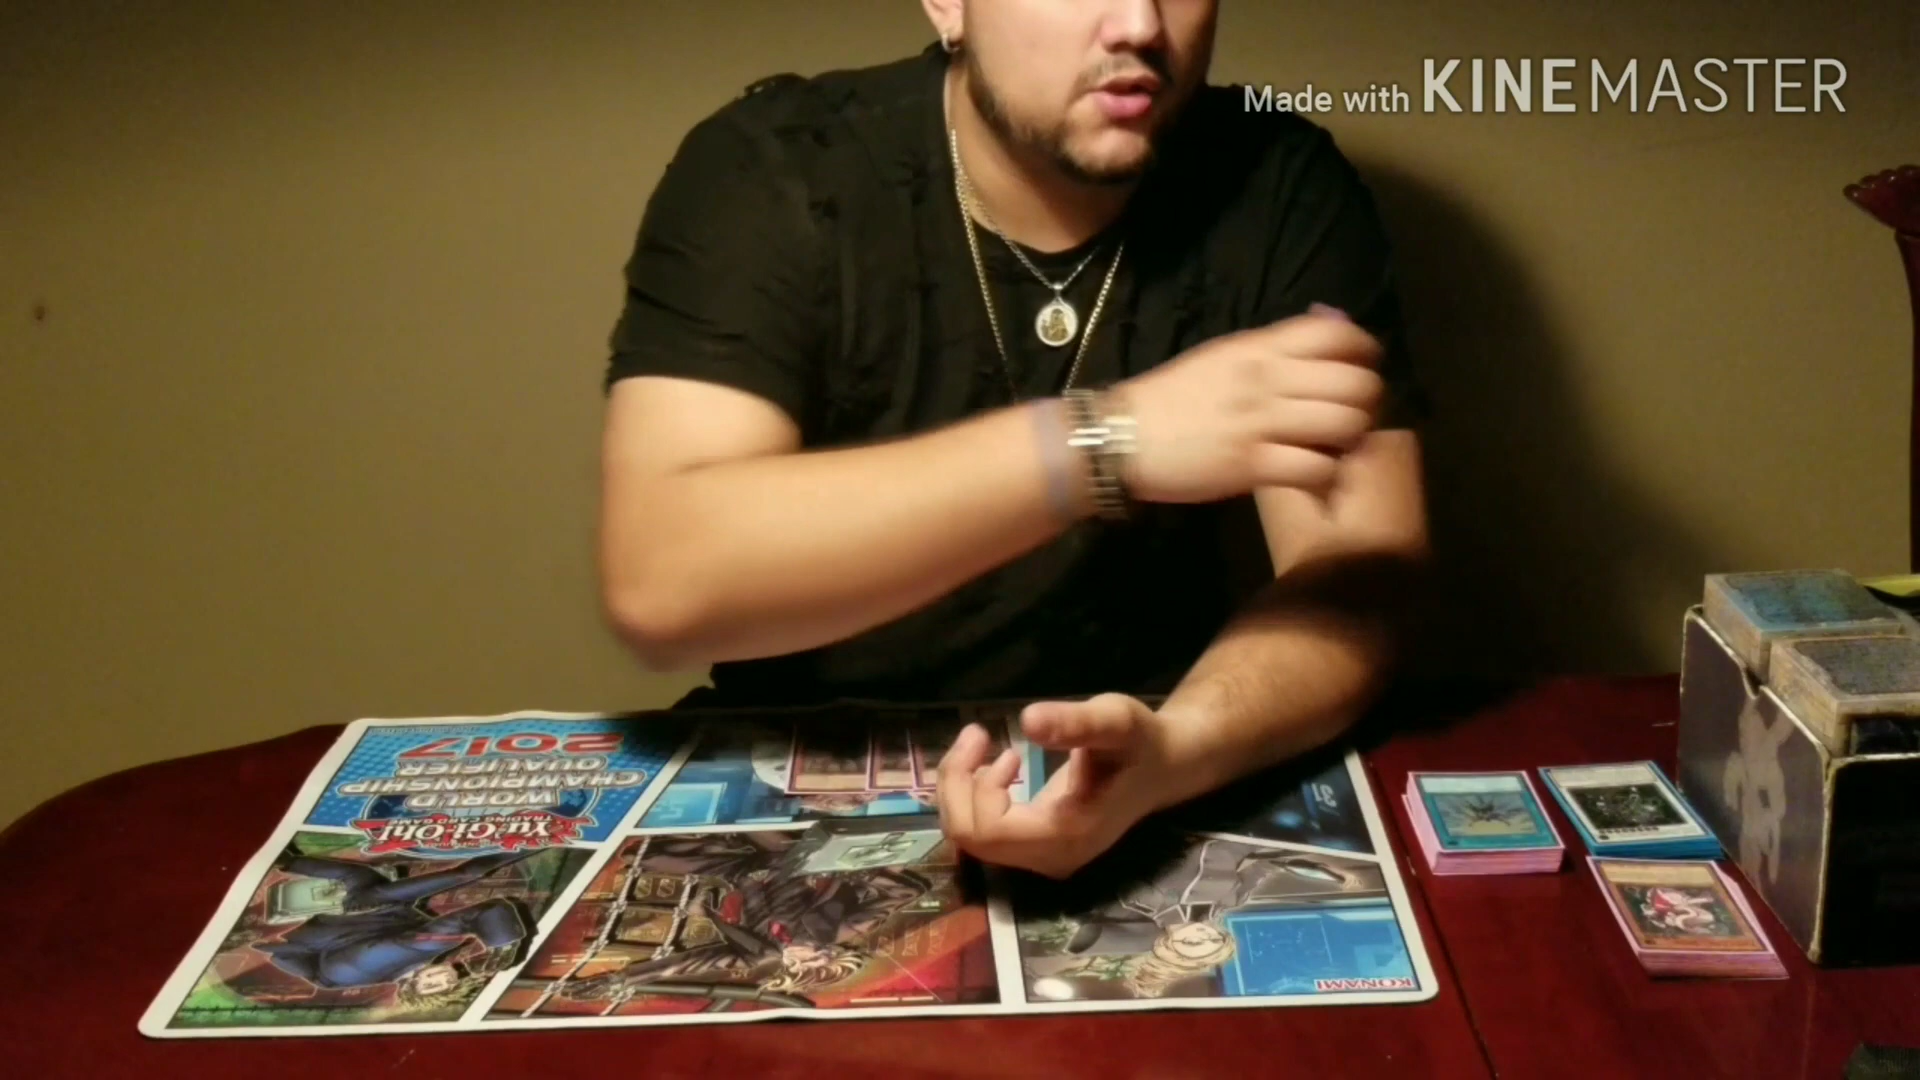 Made with KINEMASTER
Yu-Gi-Oh!
TRADING CARD GAME
WORLD
CHAMPIONSHIP
QUALIFIER
2017
KONAMI